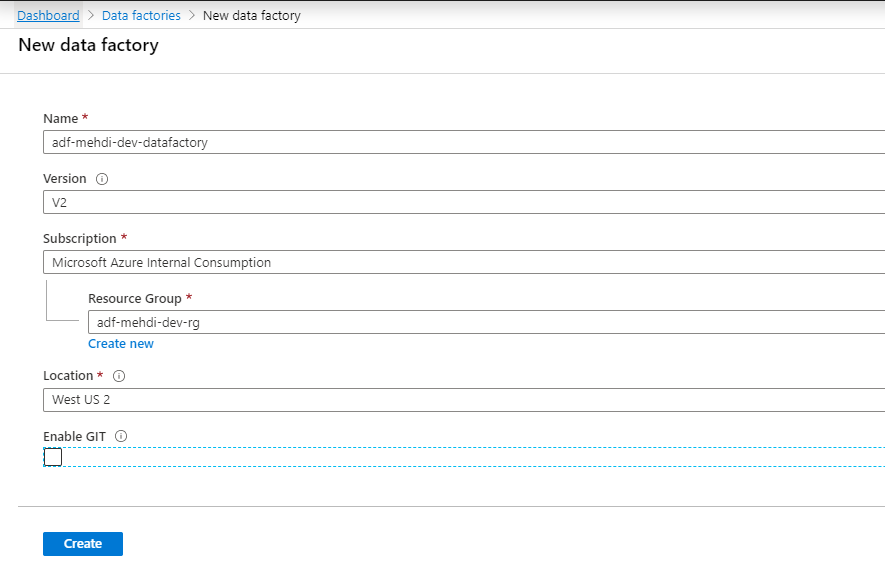 Dashboard > Data factories > New data factory
New data factory
Name *
adf-mehdi-dev-datafactory
Version
V2
Subscription *
Microsoft Azure Internal Consumption
Resource Group *
adf-mehdi-dev-rg
Create new
Location *
West US 2
Enable GIT
Create